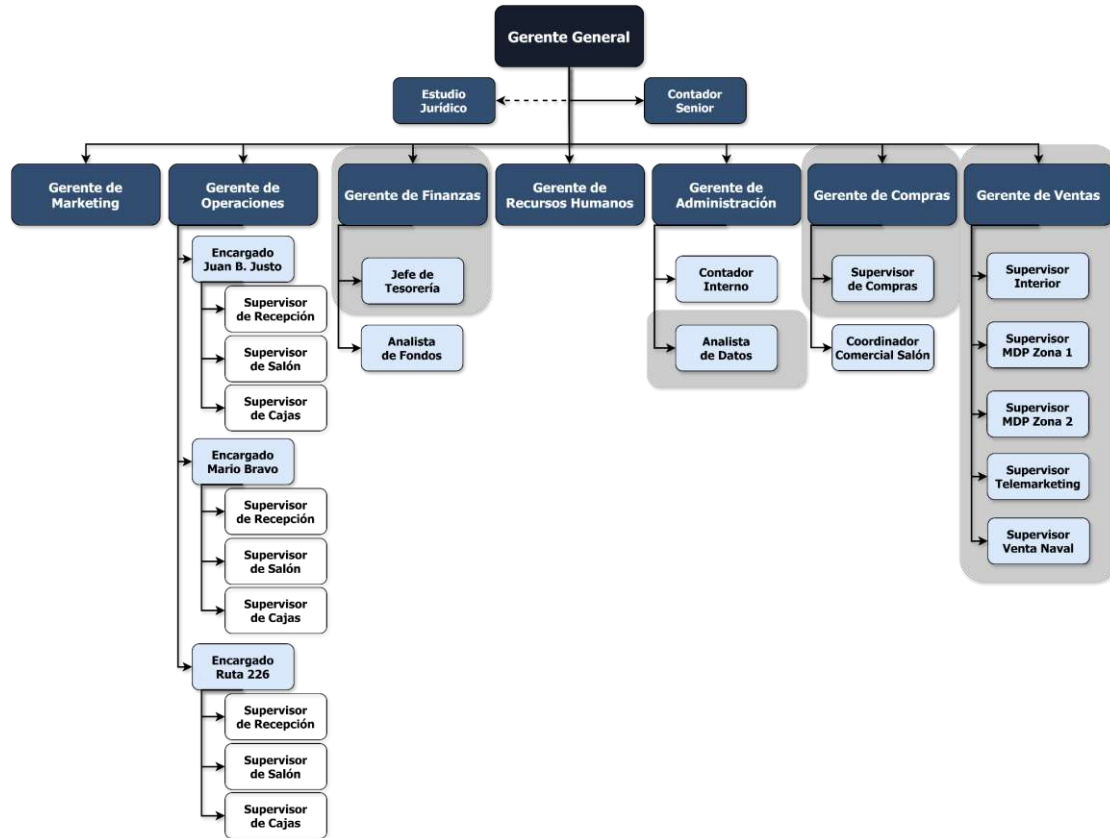 Gerente General
Estudio
Jurídico
Contador
Senior
Gerente de
Marketing
Gerente de
Operaciones
Gerente de Finanzas
Gerente de
Recursos Humanos
Gerente de
Administración
Gerente de Compras
Gerente de Ventas
Encargado
Juan B. Justo
Supervisor
de Recepción
Supervisor
de Salón
Supervisor
de Cajas
Encargado
Mario Bravo
Supervisor
de Recepción
Supervisor
de Salón
Supervisor
de Cajas
Encargado
Ruta 226
Supervisor
de Recepción
Supervisor
de Salón
Supervisor
de Cajas
Jefe de
Tesorería
Analista
de Fondos
Contador
Interno
Analista
de Datos
Supervisor
de Compras
Coordinador
Comercial Salón
Supervisor
Interior
Supervisor
MDP Zona 1
Supervisor
MDP Zona 2
Supervisor
Telemarketing
Supervisor
Venta Naval